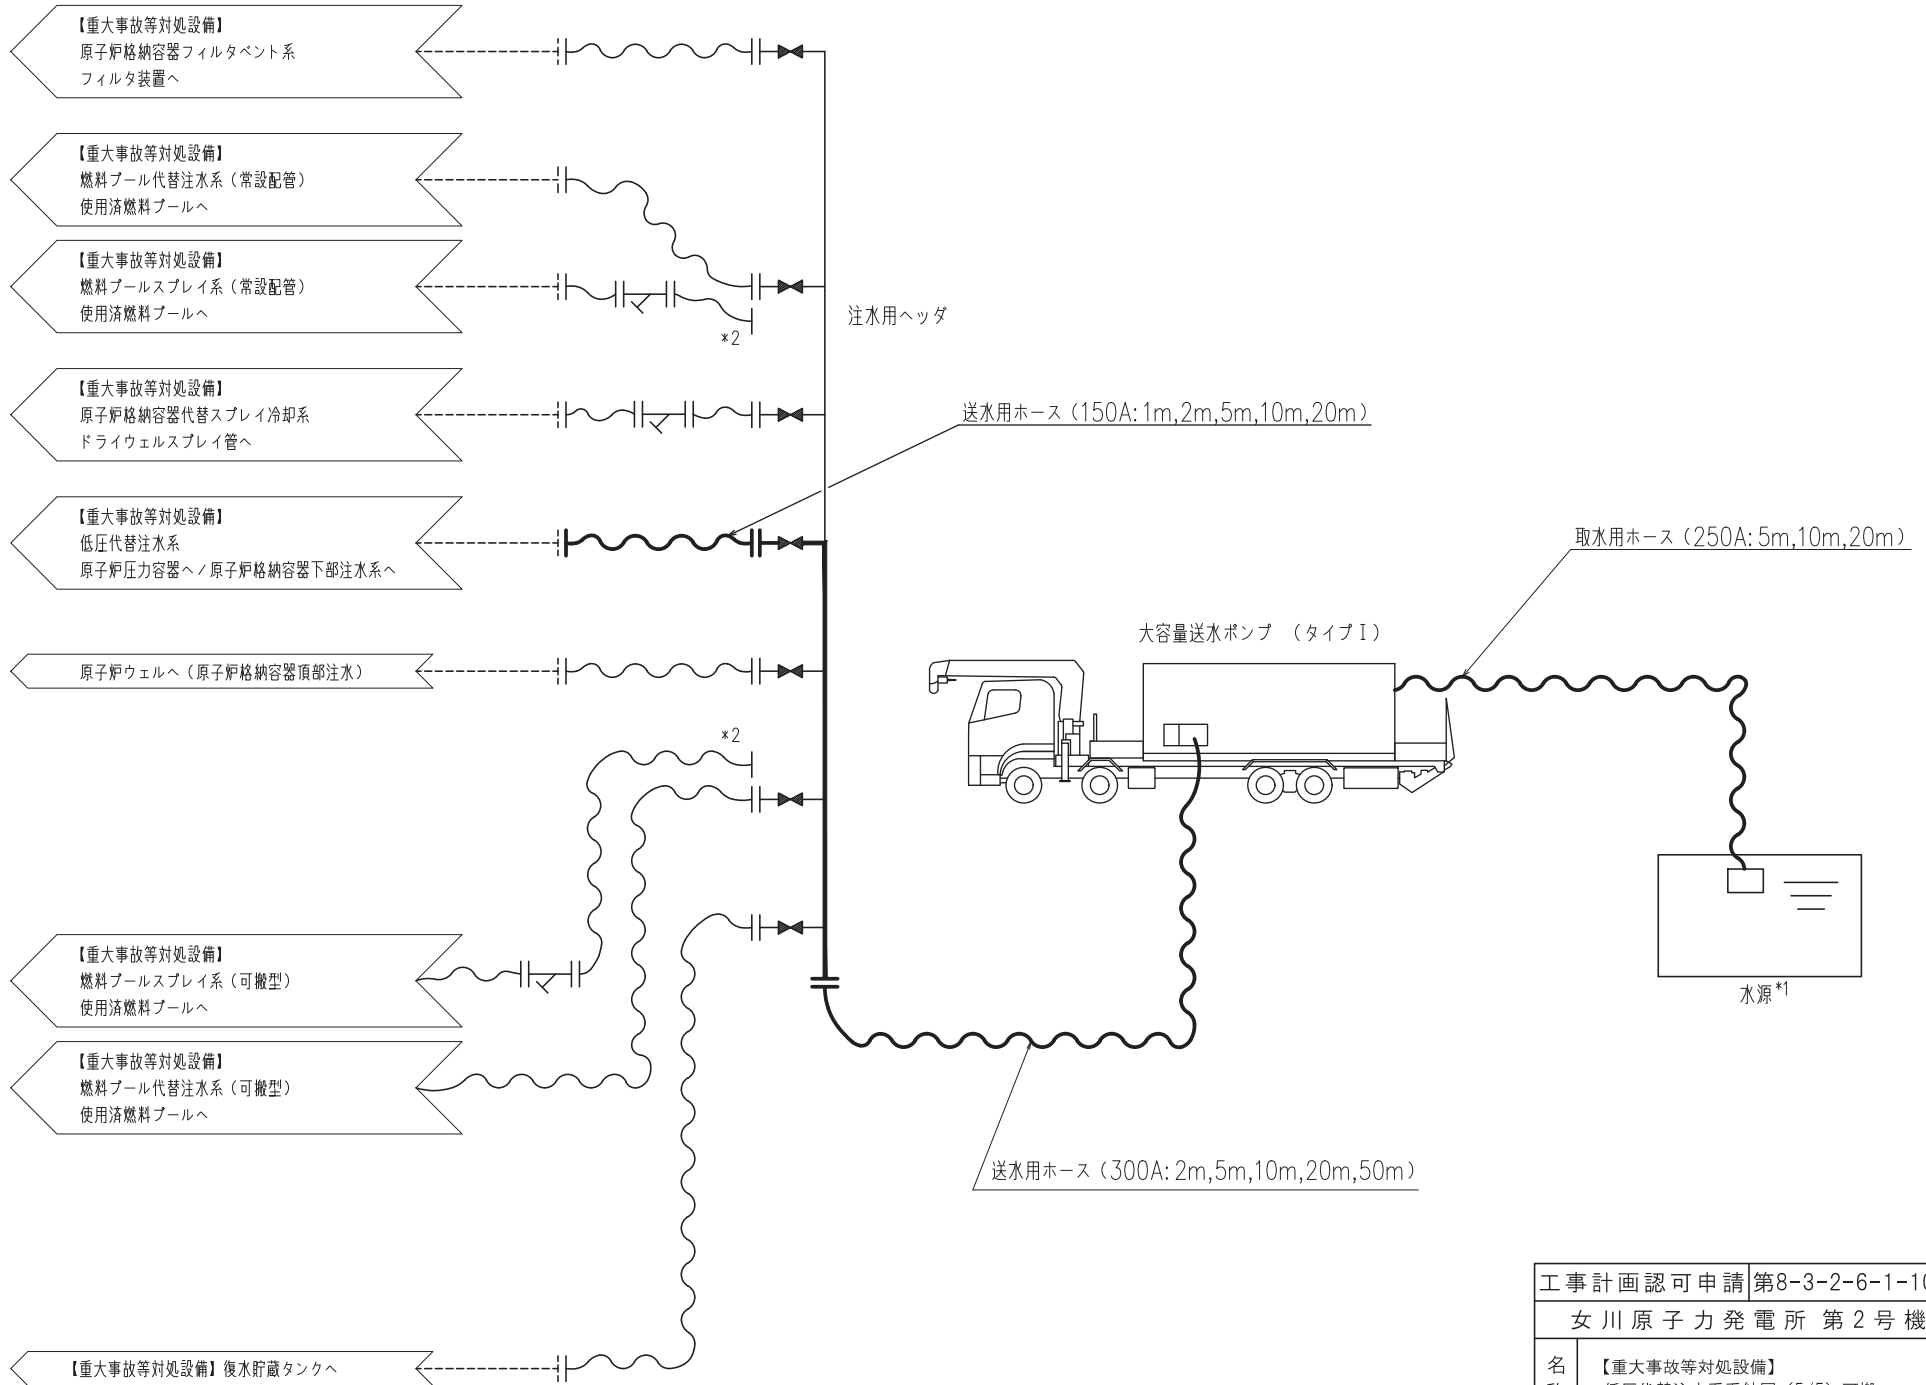 【重大事故等対処設備】
原子炉格納容器フィルタベント系
フィルタ装置へ
【重大事故等対処設備】
燃料プール代替注水系（常設配管）
使用済燃料プールへ
【重大事故等対処設備】
燃料プールスプレイ系（常設配管）
使用済燃料プールへ
*2
注水用ヘッダ
【重大事故等対処設備】
原子炉格納容器代替スプレイ冷却系
ドライウェルスプレイ管へ
送水用ホース（150A:1m,2m,5m,10m,20m）
【重大事故等対処設備】
低圧代替注水系
原子炉圧力容器へ/原子炉格納容器下部注水系へ
取水用ホース（250A:5m,10m,20m）
大容量送水ポンプ （タイプⅠ）
原子炉ウェルへ（原子炉格納容器頂部注水）
*2
【重大事故等対処設備】
燃料プールスプレイ系（可搬型）
使用済燃料プールへ
水源*1
【重大事故等対処設備】
燃料プール代替注水系（可搬型）
使用済燃料プールへ
送水用ホース（300A:2m,5m,10m,20m,50m）
【重大事故等対処設備】復水貯蔵タンクへ
工事計画認可申請 第8-3-2-6-1-10
女川原子力発電所 第2号機
名
【重大事故等対処設備】